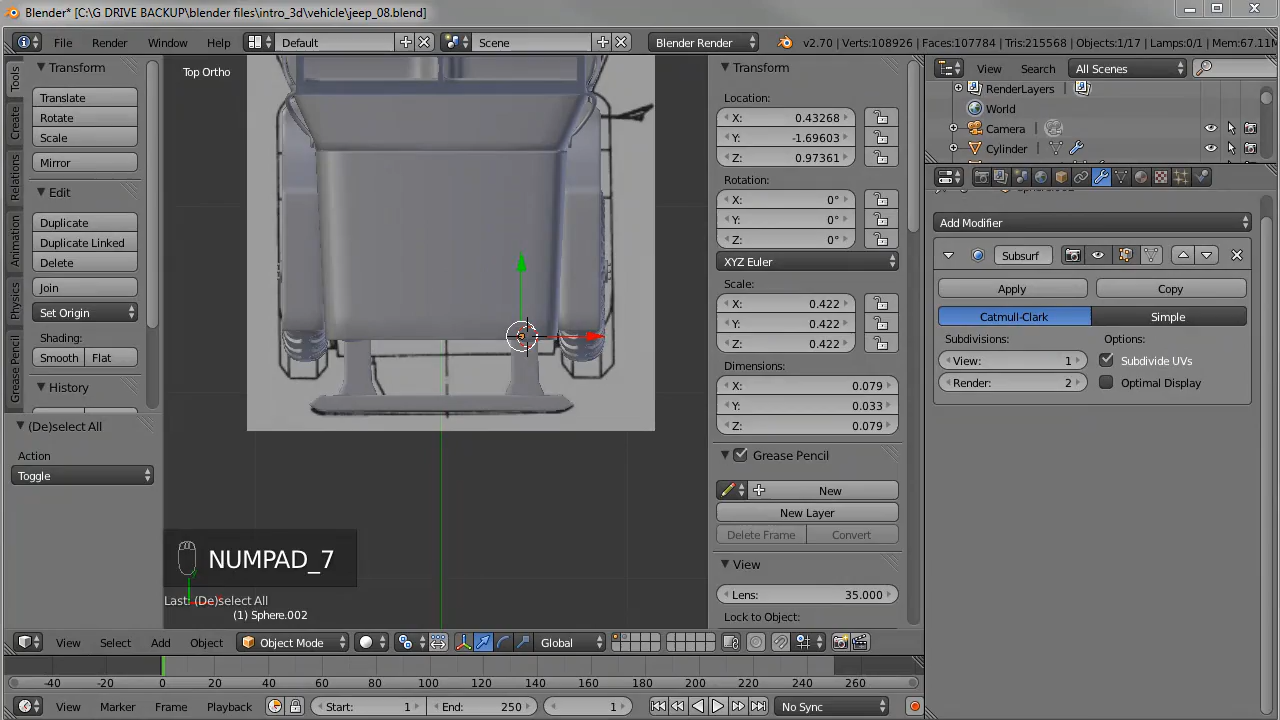 Blender* [C:\G DRIVE BACKUP\blender files\intro_3d\vehicle\jeep_08.blend]
File Render Window Help Default Scene Blender Render v2.70 | Verts:108926 | Faces:107784 | Tris:215568 | Objects:1/17 | Lamps:0/1 | Mem:67.11M
Tools
Create
Relations
Animation
Physics
Grease Pencil
Transform
Translate
Rotate
Scale
Mirror
Edit
Duplicate
Duplicate Linked
Delete
Join
Set Origin
Shading:
Smooth Flat
History
(De)select All
Action
Toggle
Top Ortho
NUMPAD_7
Last: (De)select All
(1) Sphere.002
Transform
Location:
X: 0.43268
Y: -1.69603
Z: 0.97361
Rotation:
X: 0°
Y: 0°
Z: 0°
XYZ Euler
Scale:
X: 0.422
Y: 0.422
Z: 0.422
Dimensions:
X: 0.079
Y: 0.033
Z: 0.079
Grease Pencil
New
New Layer
Delete Frame Convert
View
Lens: 35.000
Lock to Object:
View Search All Scenes
RenderLayers
World
Camera
Cylinder
Add Modifier
Subsurf
Apply Copy
Catmull-Clark Simple
Subdivisions: Options:
View: 1 Subdivide UVs
Render: 2 Optimal Display
View Select Add Object Object Mode Global
-40 -20 0 20 40 60 80 100 120 140 160 180 200 220 240 260
View Marker Frame Playback Start: 1 End: 250 1 No Sync